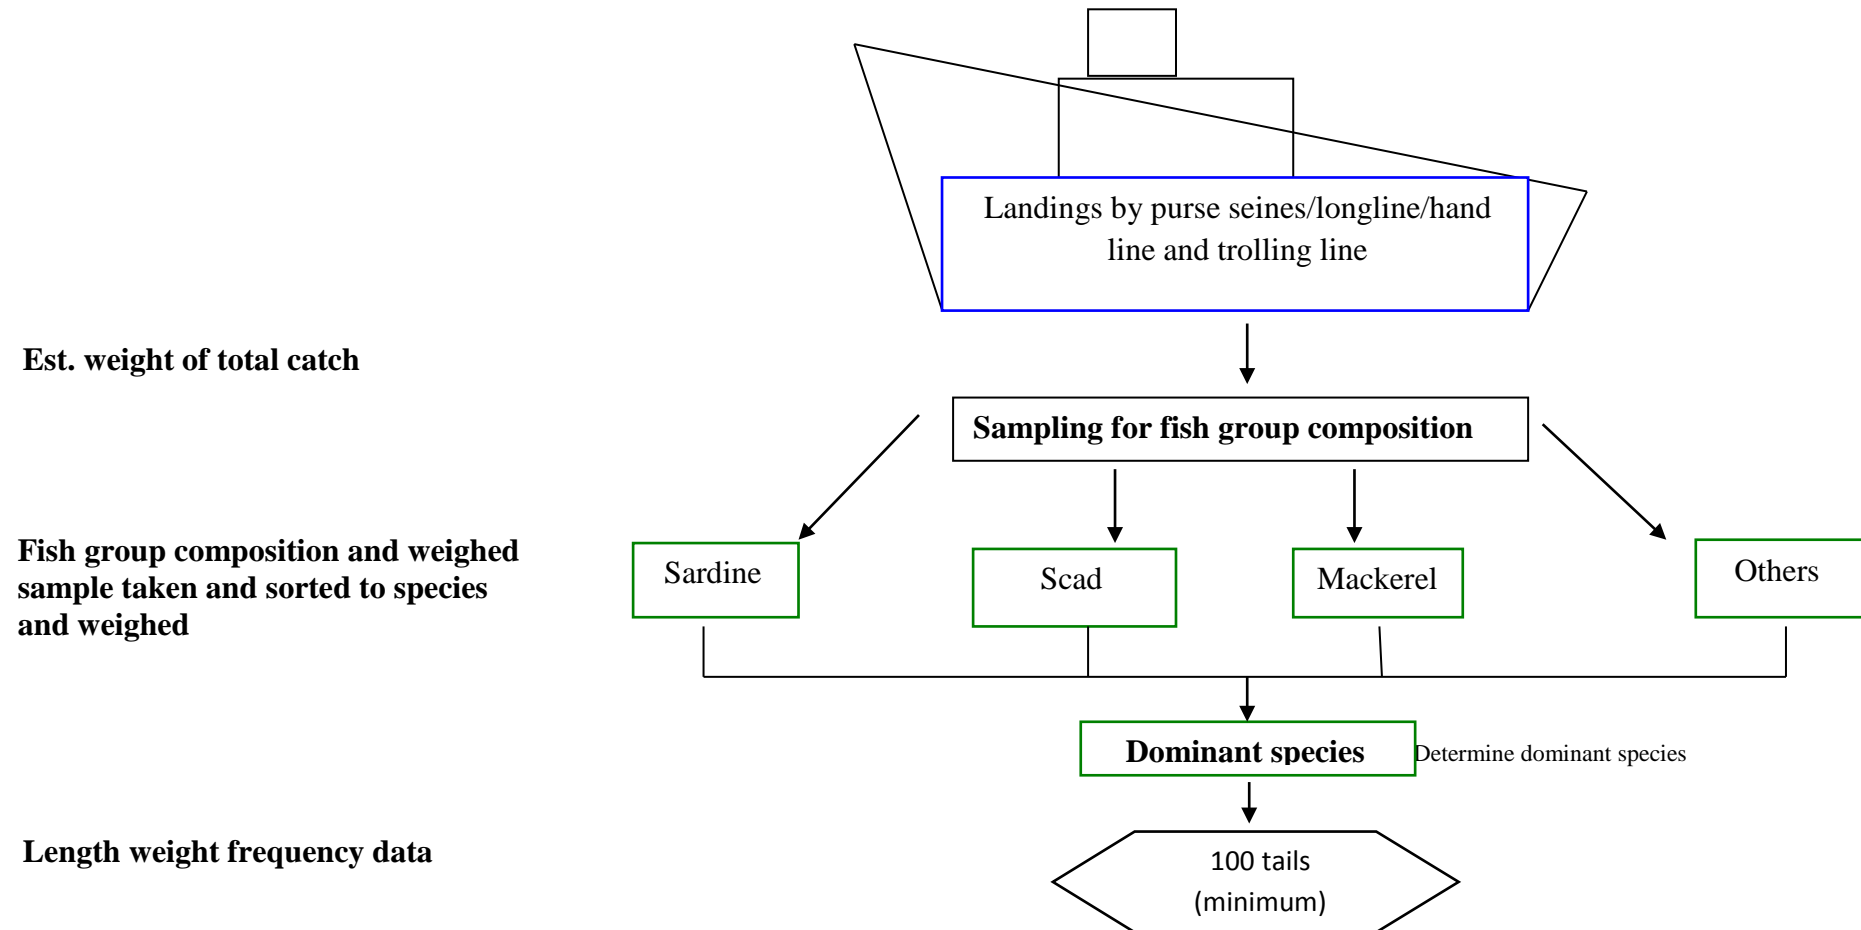 Landings by purse seines/longline/hand
line and trolling line
Est. weight of total catch
Sampling for fish group composition
Fish group composition and weighed
sample taken and sorted to species
and weighed
Sardine
Scad
Mackerel
Others
Dominant species
Determine dominant species
Length weight frequency data
100 tails
(minimum)